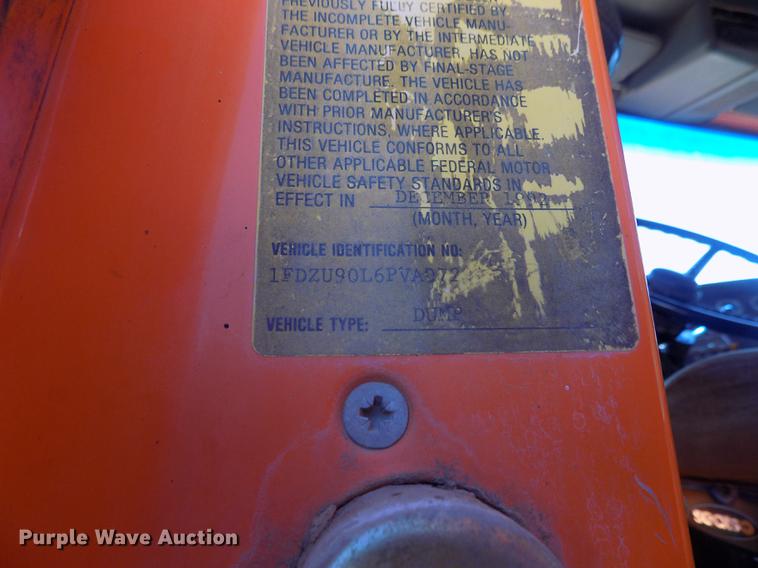 PREVIOUSLY FULLY CERTIFIED BY
THE INCOMPLETE VEHICLE MANU-
FACTURER OR BY THE INTERMEDIATE
VEHICLE MANUFACTURER, HAS NOT
BEEN AFFECTED BY FINAL-STAGE
MANUFACTURE. THE VEHICLE HAS
BEEN COMPLETED IN ACCORDANCE
WITH PRIOR MANUFACTURER'S
INSTRUCTIONS, WHERE APPLICABLE.
THIS VEHICLE CONFORMS TO ALL
OTHER APPLICABLE FEDERAL MOTOR
VEHICLE SAFETY STANDARDS IN
EFFECT IN DECEMBER 1992
(MONTH, YEAR)
VEHICLE IDENTIFICATION NO:
VEHICLE TYPE: DUMP
Purple Wave Auction